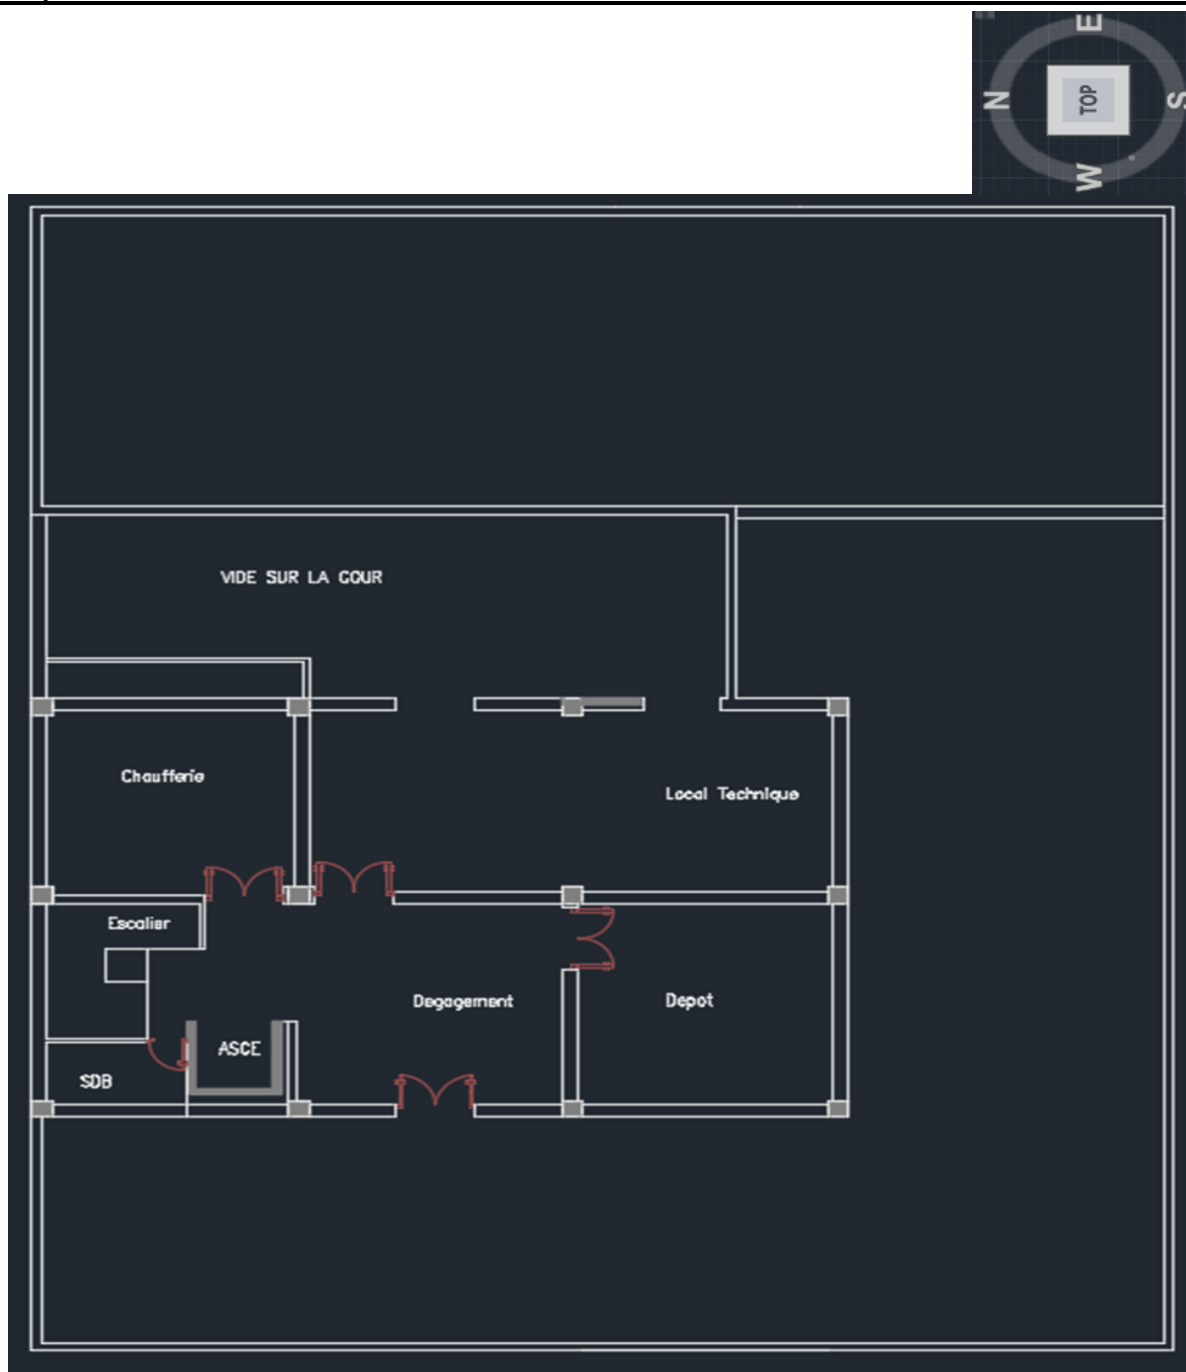 E
N
TOP
S
W
VIDE SUR LA COUR
Chaufferie
Local Technique
Escalier
Degagement
Depot
ASCE
SDB